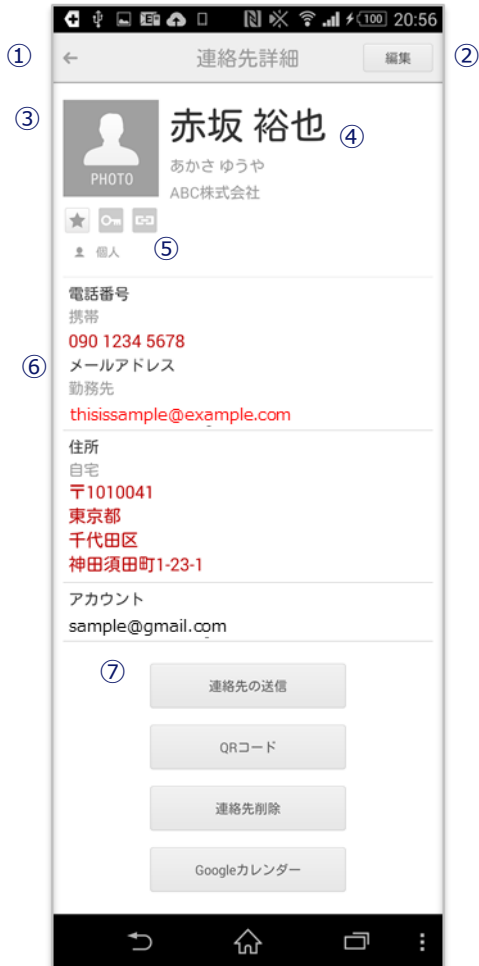 100 20:56
① ← 連絡先詳細 編集 ②
③ PHOTO
赤坂 裕也 ④
あかさ ゆうや
ABC株式会社
個人 ⑤
電話番号
携帯
090 1234 5678
⑥ メールアドレス
勤務先
thisissample@example.com
住所
自宅
〒1010041
東京都
千代田区
神田須田町1-23-1
アカウント
sample@gmail.com
⑦ 連絡先の送信
QRコード
連絡先削除
Googleカレンダー